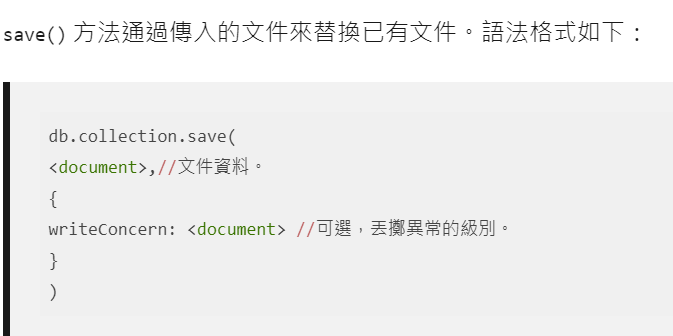 save() 方法通過傳入的文件來替換已有文件。語法格式如下：
db.collection.save(
<document>,//文件資料。
{
writeConcern: <document> //可選，丟擲異常的級別。
}
)